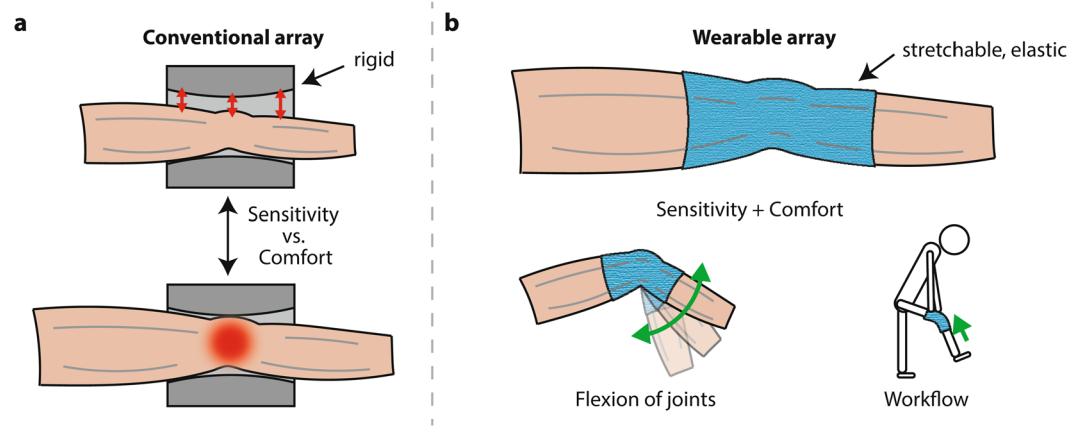 a
Conventional array
rigid
Sensitivity
vs.
Comfort
b
Wearable array
stretchable, elastic
Sensitivity + Comfort
Flexion of joints
Workflow